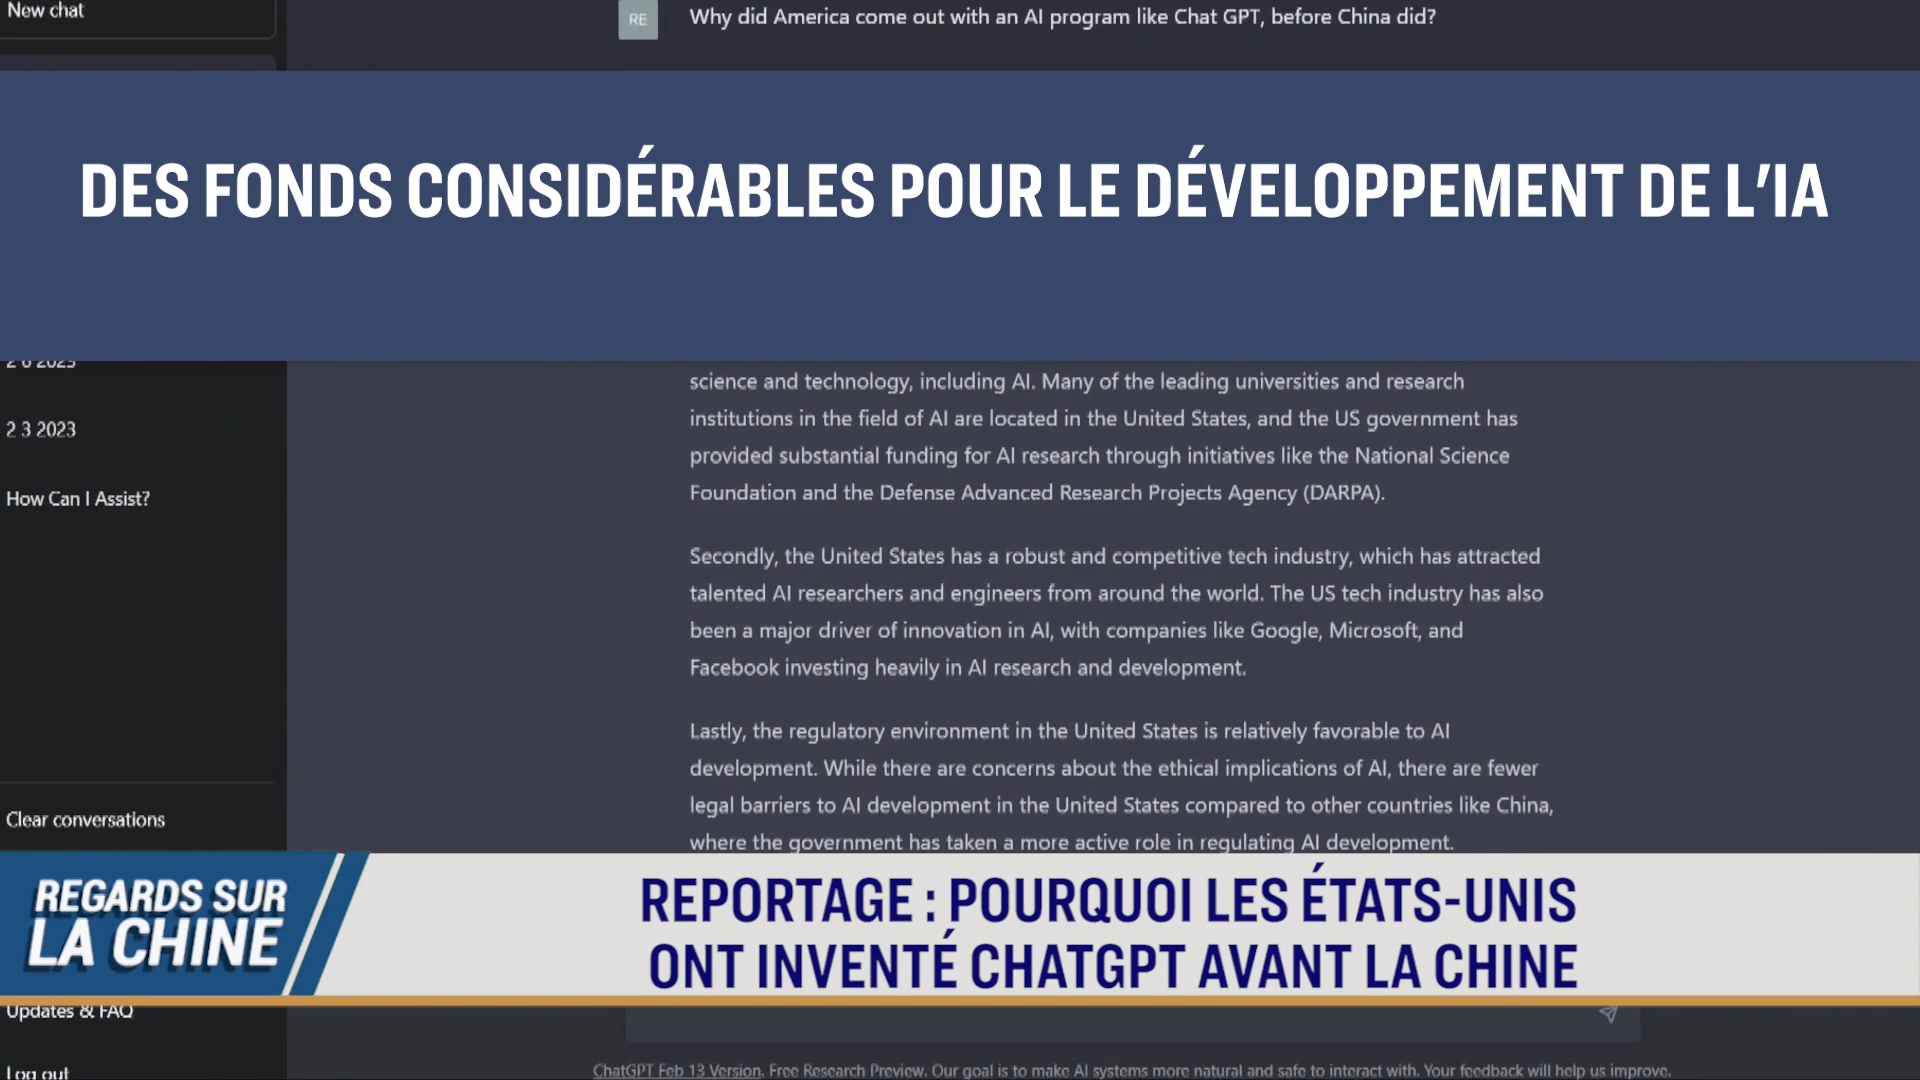 New chat
RE
Why did America come out with an AI program like Chat GPT, before China did?
DES FONDS CONSIDÉRABLES POUR LE DÉVELOPPEMENT DE L'IA
2 6 2023
2 3 2023
How Can I Assist?
science and technology, including AI. Many of the leading universities and research
institutions in the field of AI are located in the United States, and the US government has
provided substantial funding for AI research through initiatives like the National Science
Foundation and the Defense Advanced Research Projects Agency (DARPA).
Secondly, the United States has a robust and competitive tech industry, which has attracted
talented AI researchers and engineers from around the world. The US tech industry has also
been a major driver of innovation in AI, with companies like Google, Microsoft, and
Facebook investing heavily in AI research and development.
Lastly, the regulatory environment in the United States is relatively favorable to AI
development. While there are concerns about the ethical implications of AI, there are fewer
legal barriers to AI development in the United States compared to other countries like China,
where the government has taken a more active role in regulating AI development.
Clear conversations
REGARDS SUR
LA CHINE
REPORTAGE : POURQUOI LES ÉTATS-UNIS
ONT INVENTÉ CHATGPT AVANT LA CHINE
Updates & FAQ
Log out
ChatGPT Feb 13 Version. Free Research Preview. Our goal is to make AI systems more natural and safe to interact with. Your feedback will help us improve.